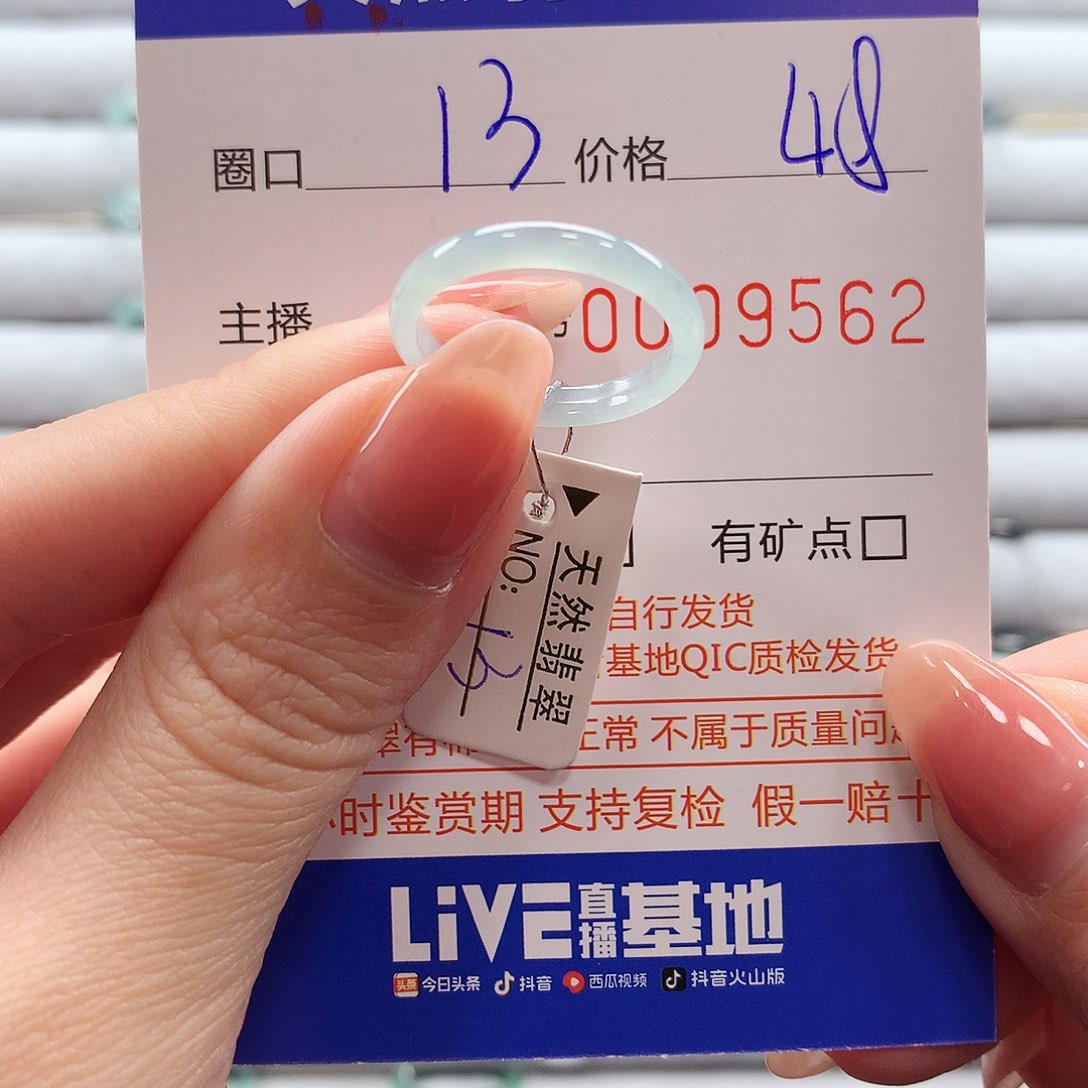 圈口 13 价格 48
主播 0009562
有矿点
自行发货
基地QIC质检发货
正常 不属于质量问
时鉴赏期 支持复检 假一赔十
天然翡翠
NO: 13
LiVE直播基地
头条 今日头条 抖音 西瓜视频 抖音火山版